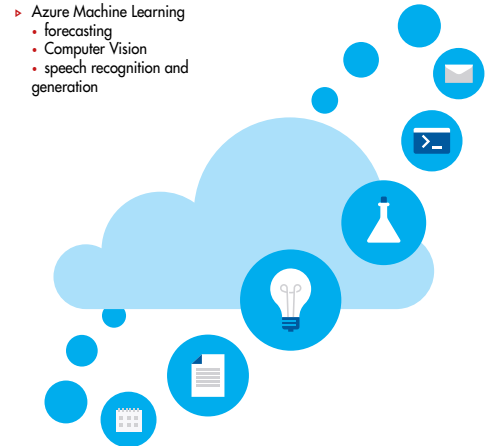 ▹ Azure Machine Learning
• forecasting
• Computer Vision
• speech recognition and
generation
>_